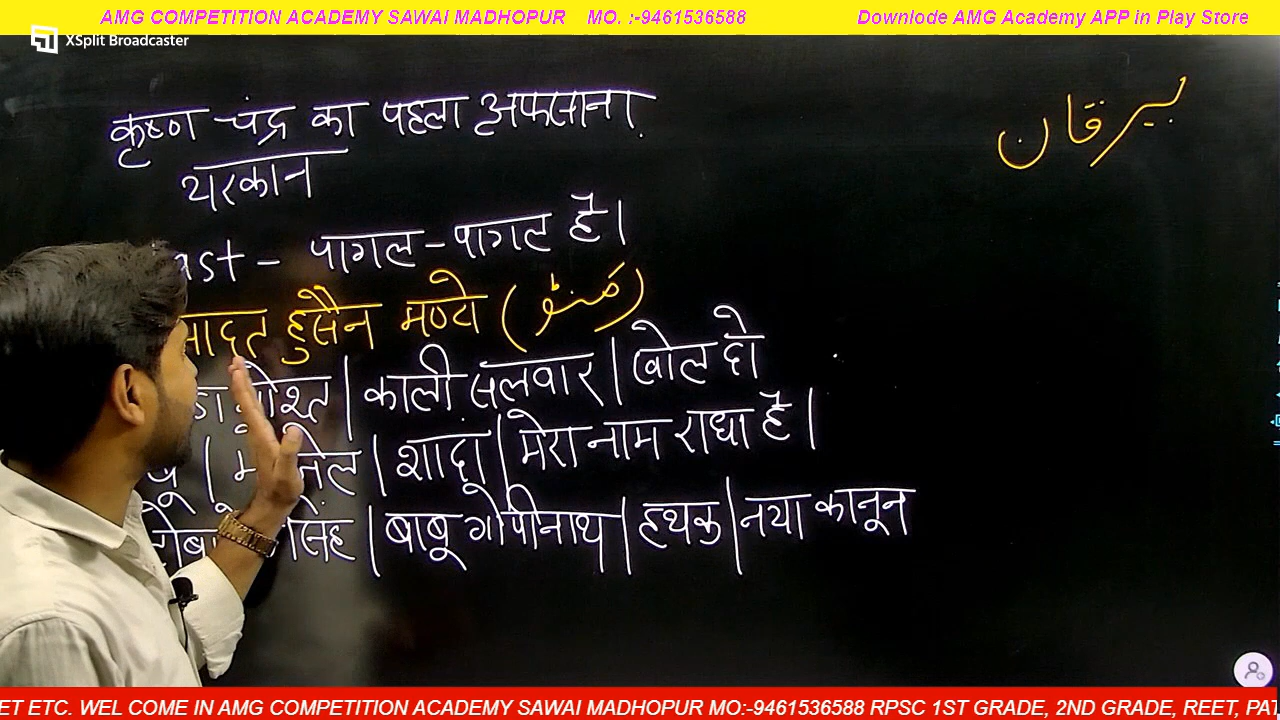 AMG COMPETITION ACADEMY SAWAI MADHOPUR MO. :-9461536588 Downlode AMG Academy APP in Play Store
XSplit Broadcaster
कृष्ण चंद्र का पहला अफसाना
یرقان
यरकान
ast - पागल-पागल है।
हुसैन मण्टो (منٹو)
गोश्त | काली सलवार | खोल दो
शादां | मेरा नाम राधा है |
सिंह | बाबू गोपीनाथ | हथक | नया कानून
ET ETC. WEL COME IN AMG COMPETITION ACADEMY SAWAI MADHOPUR MO:-9461536588 RPSC 1ST GRADE, 2ND GRADE, REET, PAT